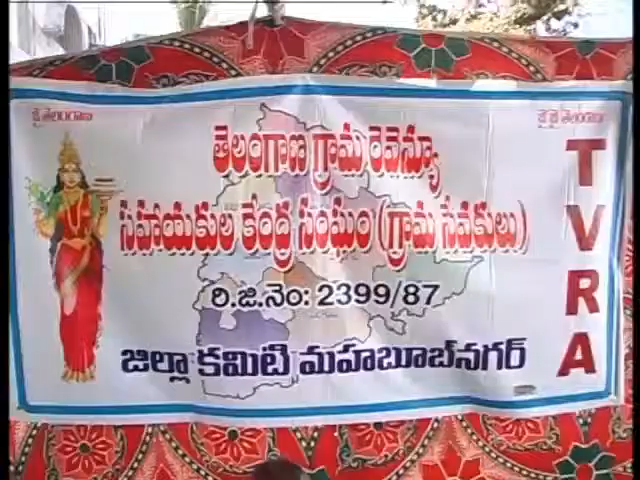 జై తెలంగాణ
జై జై తెలంగాణ
తెలంగాణ గ్రామ రెవెన్యూ
సహాయకుల కేంద్ర సంఘం (గ్రామ సేవకులు)
రి.జి.నెం: 2399/87
జిల్లా కమిటి మహబూబ్‌నగర్
TVRA